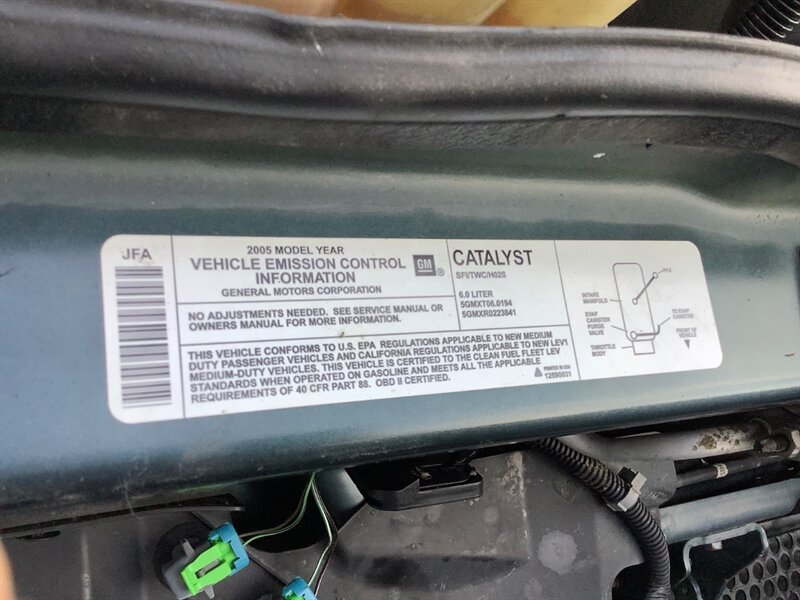 JFA
2005 MODEL YEAR
VEHICLE EMISSION CONTROL
INFORMATION
GENERAL MOTORS CORPORATION
GM
®
CATALYST
SFI/TWC/HO2S
6.0 LITER
5GMXT06.0194
5GMXR0223841
NO ADJUSTMENTS NEEDED. SEE SERVICE MANUAL OR
OWNERS MANUAL FOR MORE INFORMATION.
THIS VEHICLE CONFORMS TO U.S. EPA REGULATIONS APPLICABLE TO NEW MEDIUM
DUTY PASSENGER VEHICLES AND CALIFORNIA REGULATIONS APPLICABLE TO NEW LEV1
MEDIUM-DUTY VEHICLES. THIS VEHICLE IS CERTIFIED TO THE CLEAN FUEL FLEET LEV
STANDARDS WHEN OPERATED ON GASOLINE AND MEETS ALL THE APPLICABLE
REQUIREMENTS OF 40 CFR PART 88. OBD II CERTIFIED.
PRINTED IN USA
12590031
PCV
INTAKE
MANIFOLD
EVAP
CANISTER
PURGE
VALVE
THROTTLE
BODY
TO EVAP
CANISTER
FRONT OF
VEHICLE